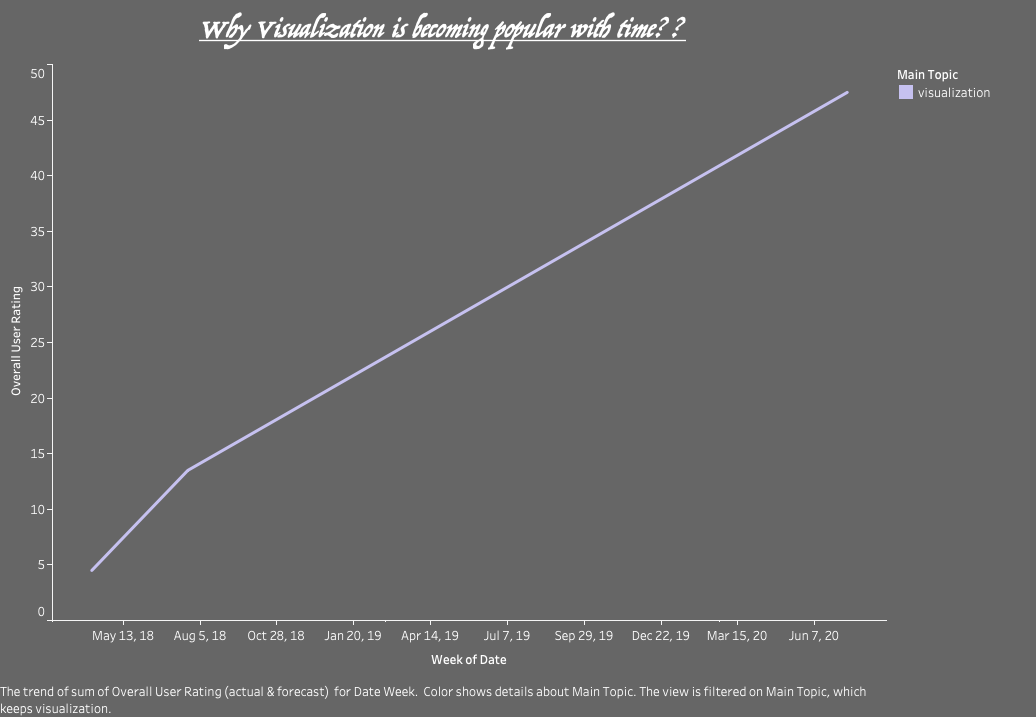 Why Visualization is becoming popular with time? ?
Main Topic
visualization
50
45
40
35
30
25
20
15
10
5
0
Overall User Rating
May 13, 18 Aug 5, 18 Oct 28, 18 Jan 20, 19 Apr 14, 19 Jul 7, 19 Sep 29, 19 Dec 22, 19 Mar 15, 20 Jun 7, 20
Week of Date
The trend of sum of Overall User Rating (actual & forecast) for Date Week. Color shows details about Main Topic. The view is filtered on Main Topic, which
keeps visualization.